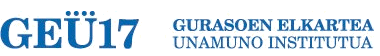 GEÜ17
GURASOEN ELKARTEA
UNAMUNO INSTITUTUA